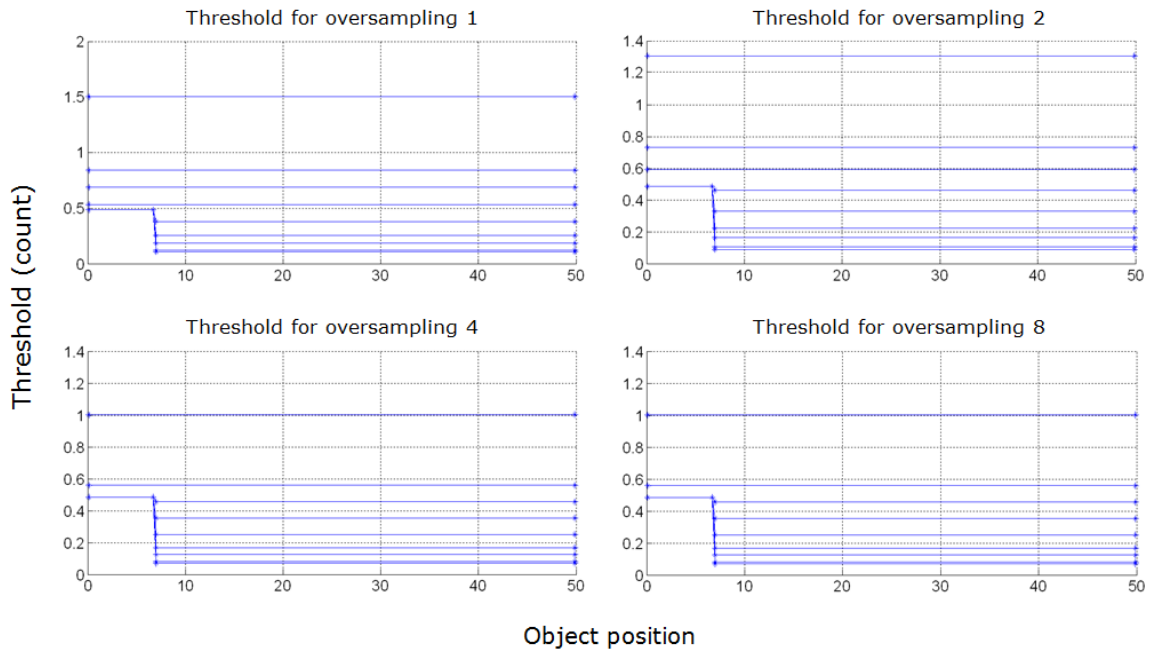 Threshold for oversampling 1
2
1.5
1
0.5
0
0 10 20 30 40 50
Threshold for oversampling 2
1.4
1.2
1
0.8
0.6
0.4
0.2
0
0 10 20 30 40 50
Threshold (count)
Threshold for oversampling 4
1.4
1.2
1
0.8
0.6
0.4
0.2
0
0 10 20 30 40 50
Threshold for oversampling 8
1.4
1.2
1
0.8
0.6
0.4
0.2
0
0 10 20 30 40 50
Object position